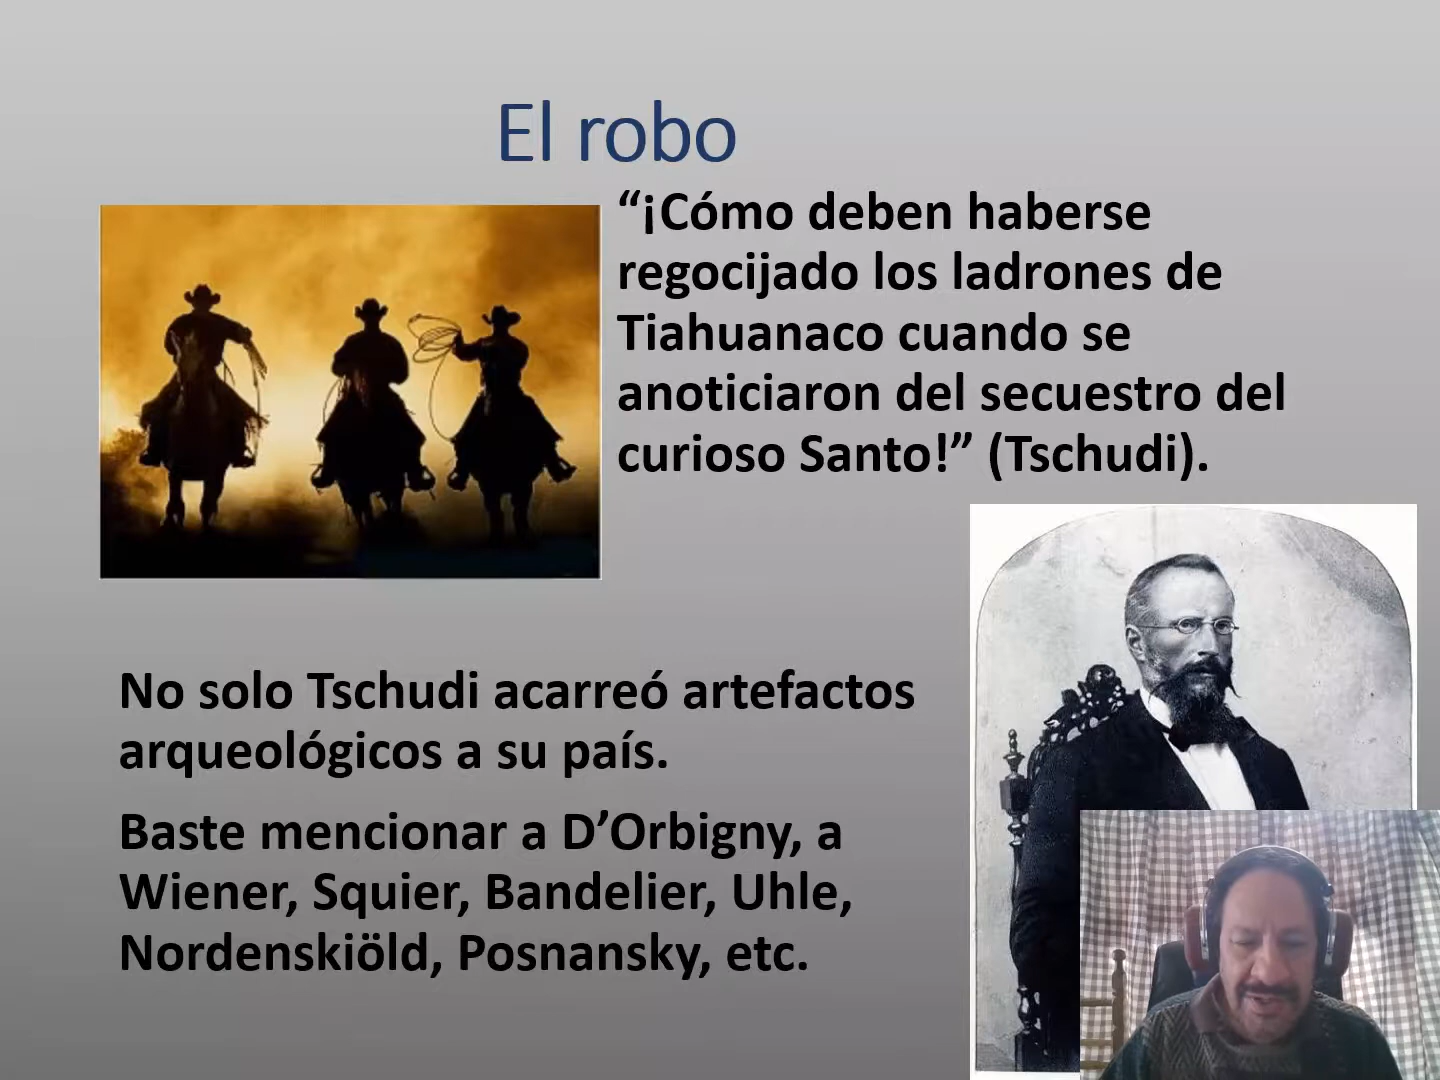 El robo
“¡Cómo deben haberse
regocijado los ladrones de
Tiahuanaco cuando se
anoticiaron del secuestro del
curioso Santo!” (Tschudi).
No solo Tschudi acarreó artefactos
arqueológicos a su país.
Baste mencionar a D’Orbigny, a
Wiener, Squier, Bandelier, Uhle,
Nordenskiöld, Posnansky, etc.